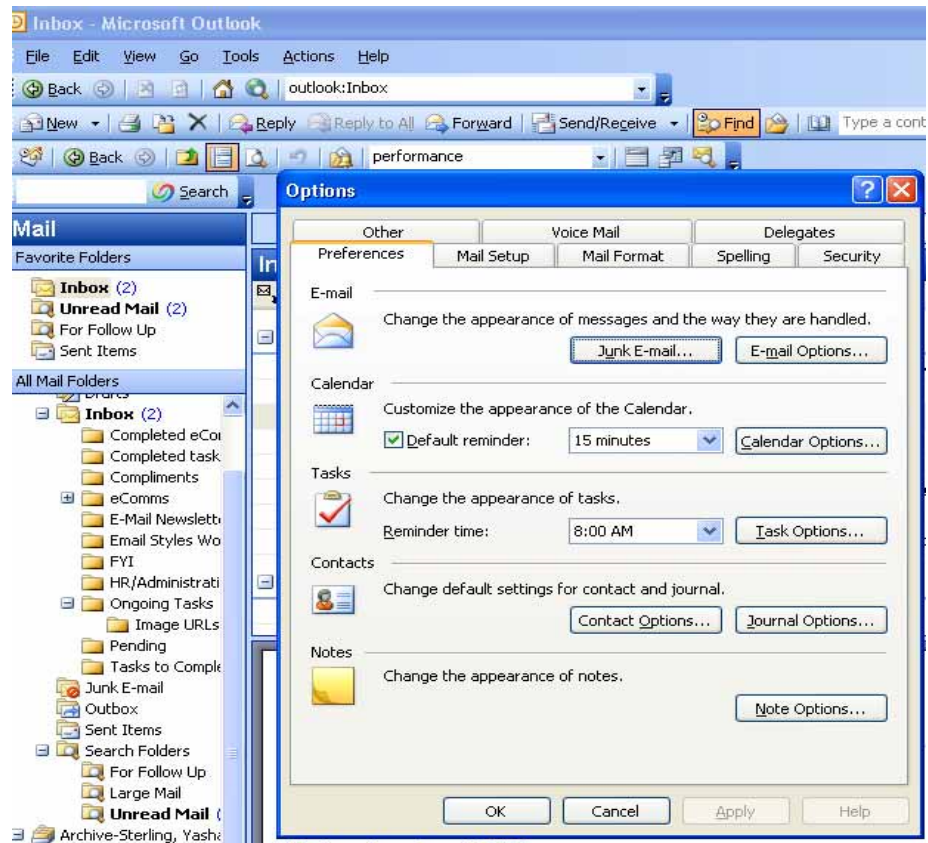 Inbox - Microsoft Outlook
File Edit View Go Tools Actions Help
Back outlook:Inbox
New Reply Reply to All Forward Send/Receive Find Type a cont
Back performance
Search
Mail
Favorite Folders
Inbox (2)
Unread Mail (2)
For Follow Up
Sent Items
All Mail Folders
Drafts
Inbox (2)
Completed eCo
Completed task
Compliments
eComms
E-Mail Newslett
Email Styles Wo
FYI
HR/Administrati
Ongoing Tasks
Image URLs
Pending
Tasks to Comple
Junk E-mail
Outbox
Sent Items
Search Folders
For Follow Up
Large Mail
Unread Mail (
Archive-Sterling, Yasha
In
Options
Other Voice Mail Delegates
Preferences Mail Setup Mail Format Spelling Security
E-mail
Change the appearance of messages and the way they are handled.
Junk E-mail... E-mail Options...
Calendar
Customize the appearance of the Calendar.
Default reminder: 15 minutes Calendar Options...
Tasks
Change the appearance of tasks.
Reminder time: 8:00 AM Task Options...
Contacts
Change default settings for contact and journal.
Contact Options... Journal Options...
Notes
Change the appearance of notes.
Note Options...
OK Cancel Apply Help